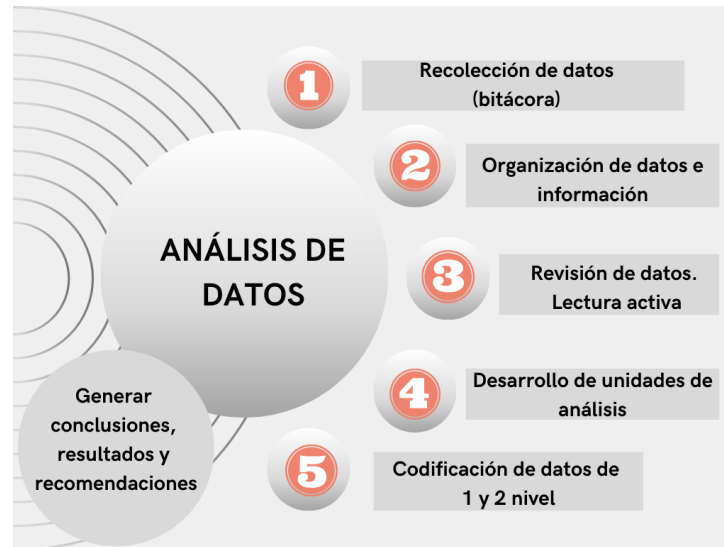 1
Recolección de datos
(bitácora)
2
Organización de datos e
información
ANÁLISIS DE
DATOS
3
Revisión de datos.
Lectura activa
4
Desarrollo de unidades de
análisis
Generar
conclusiones,
resultados y
recomendaciones
5
Codificación de datos de
1 y 2 nivel